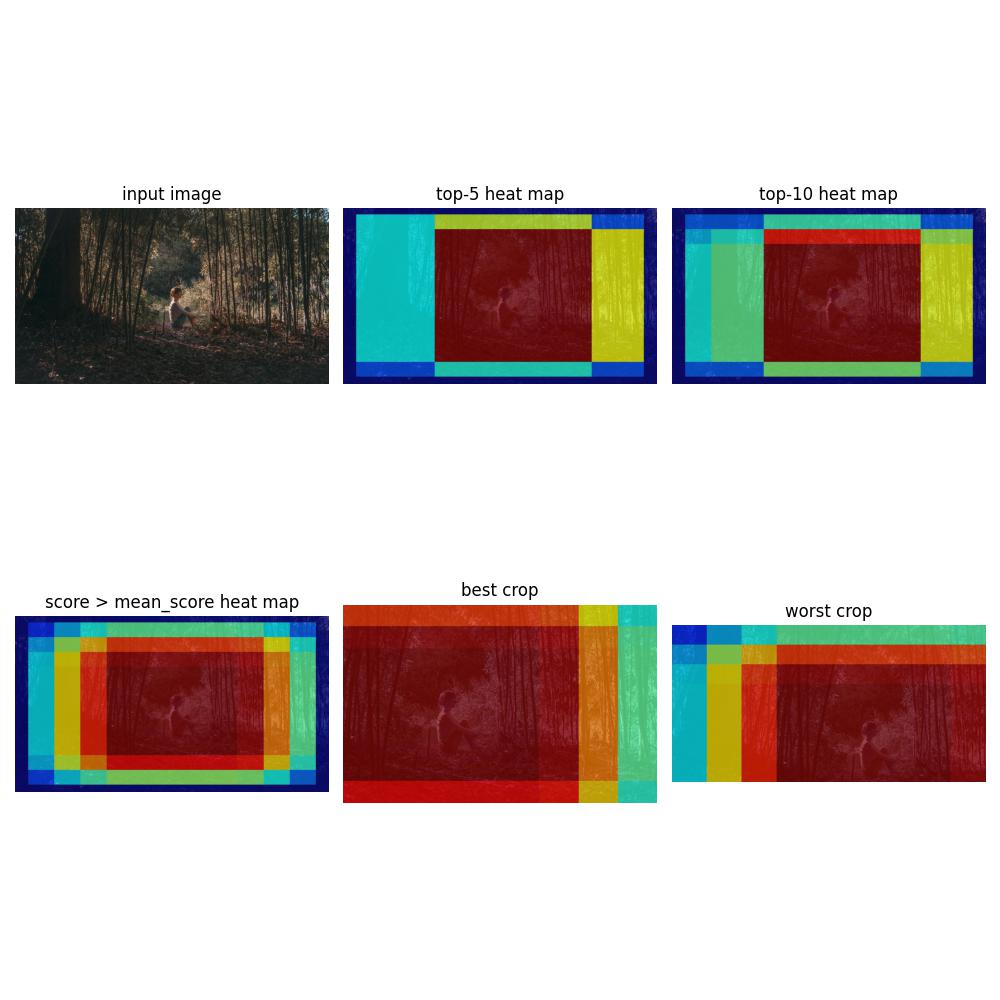 input image
top-5 heat map
top-10 heat map
score > mean_score heat map
best crop
worst crop